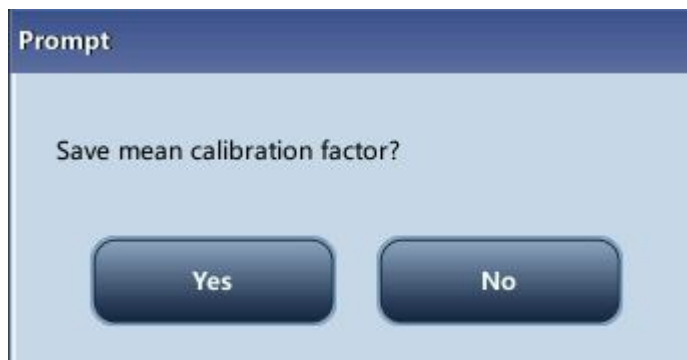 Prompt
Save mean calibration factor?
Yes No